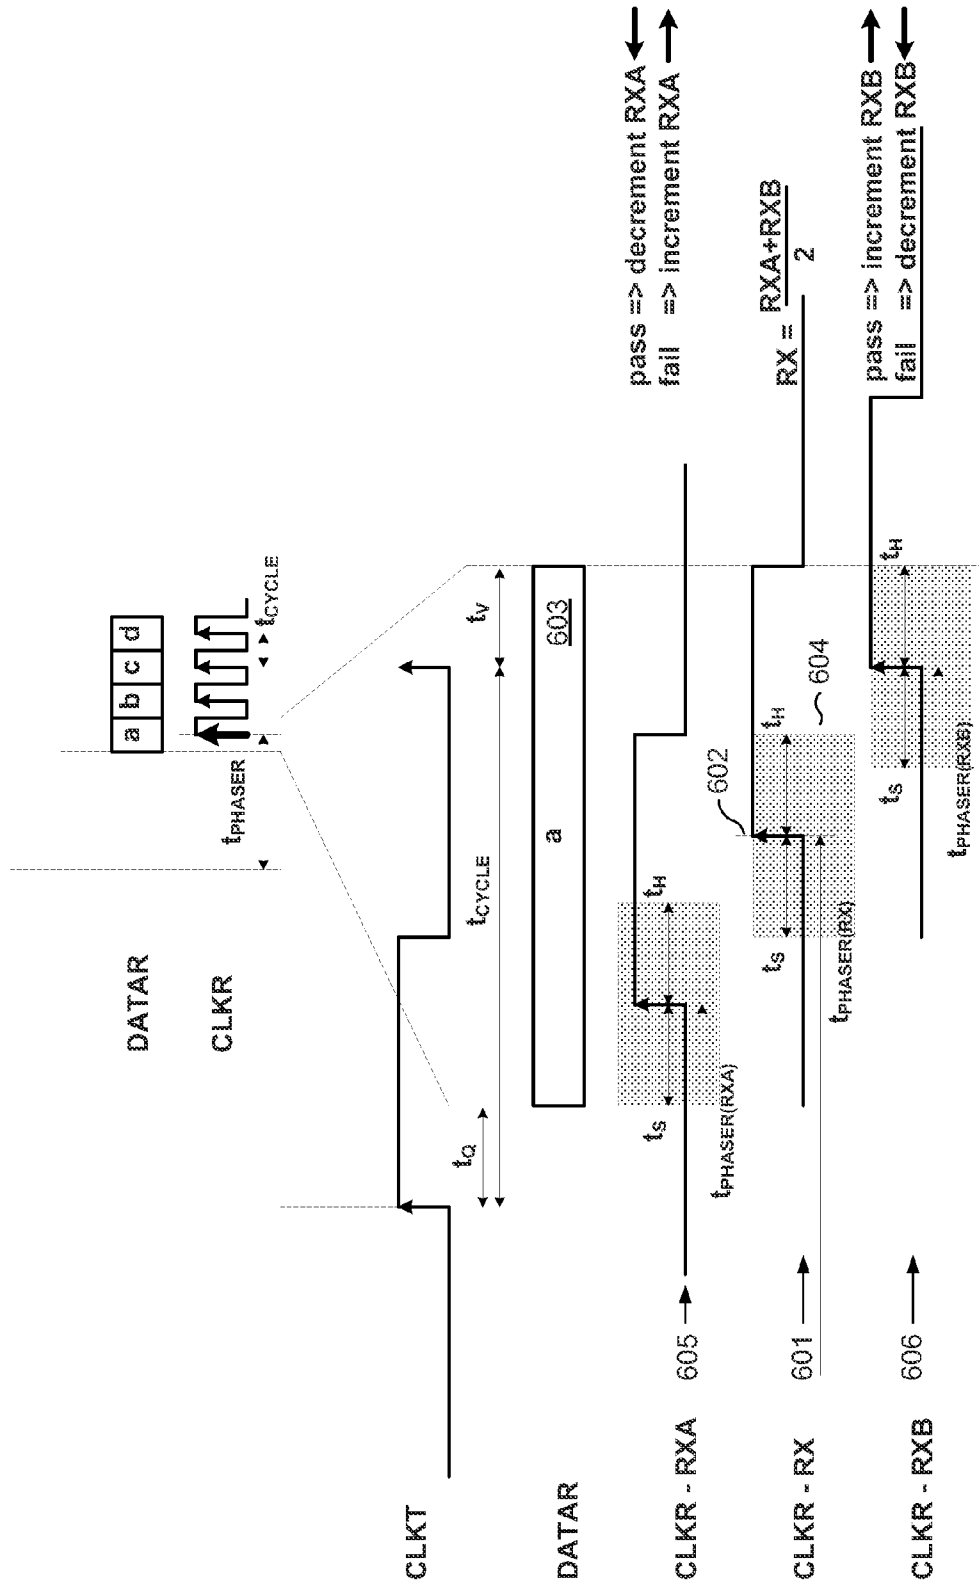 DATAR
a b c d
CLKR
tPHASER
tCYCLE
CLKT
tQ
tCYCLE
tV
DATAR
a
603
CLKR - RXA
605
tS
tH
tPHASER(RXA)
pass => decrement RXA
fail => increment RXA
CLKR - RX
601
602
tS
tH
604
tPHASER(RX)
RX = RXA+RXB
2
CLKR - RXB
606
tS
tH
tPHASER(RXB)
pass => increment RXB
fail => decrement RXB